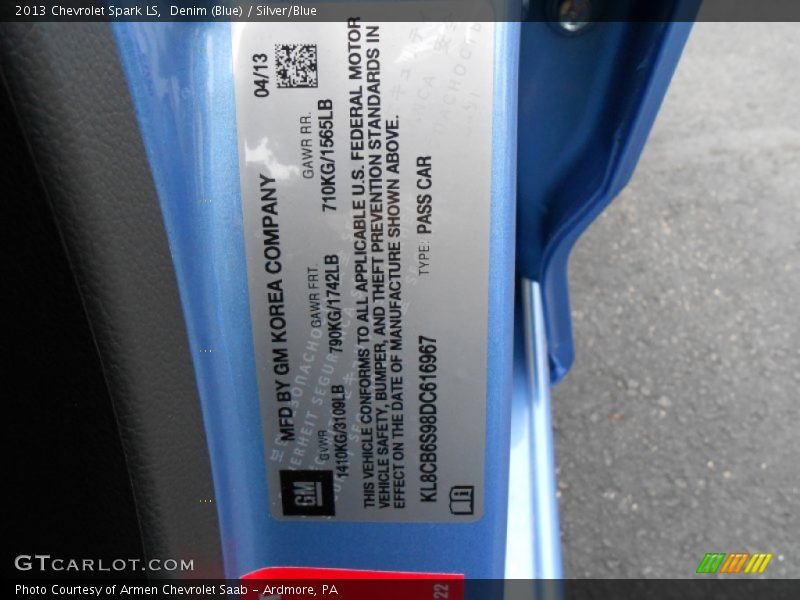 2013 Chevrolet Spark LS,  Denim (Blue) / Silver/Blue
MFD BY GM KOREA COMPANY 04/13
GVWR GAWR FRT. GAWR RR.
1410KG/3109LB 790KG/1742LB 710KG/1565LB
THIS VEHICLE CONFORMS TO ALL APPLICABLE U.S. FEDERAL MOTOR
VEHICLE SAFETY, BUMPER, AND THEFT PREVENTION STANDARDS IN
EFFECT ON THE DATE OF MANUFACTURE SHOWN ABOVE.
KL8CB6S98DC616967 TYPE: PASS CAR
GM
22
GTcarlot.com
Photo Courtesy of Armen Chevrolet Saab – Ardmore, PA